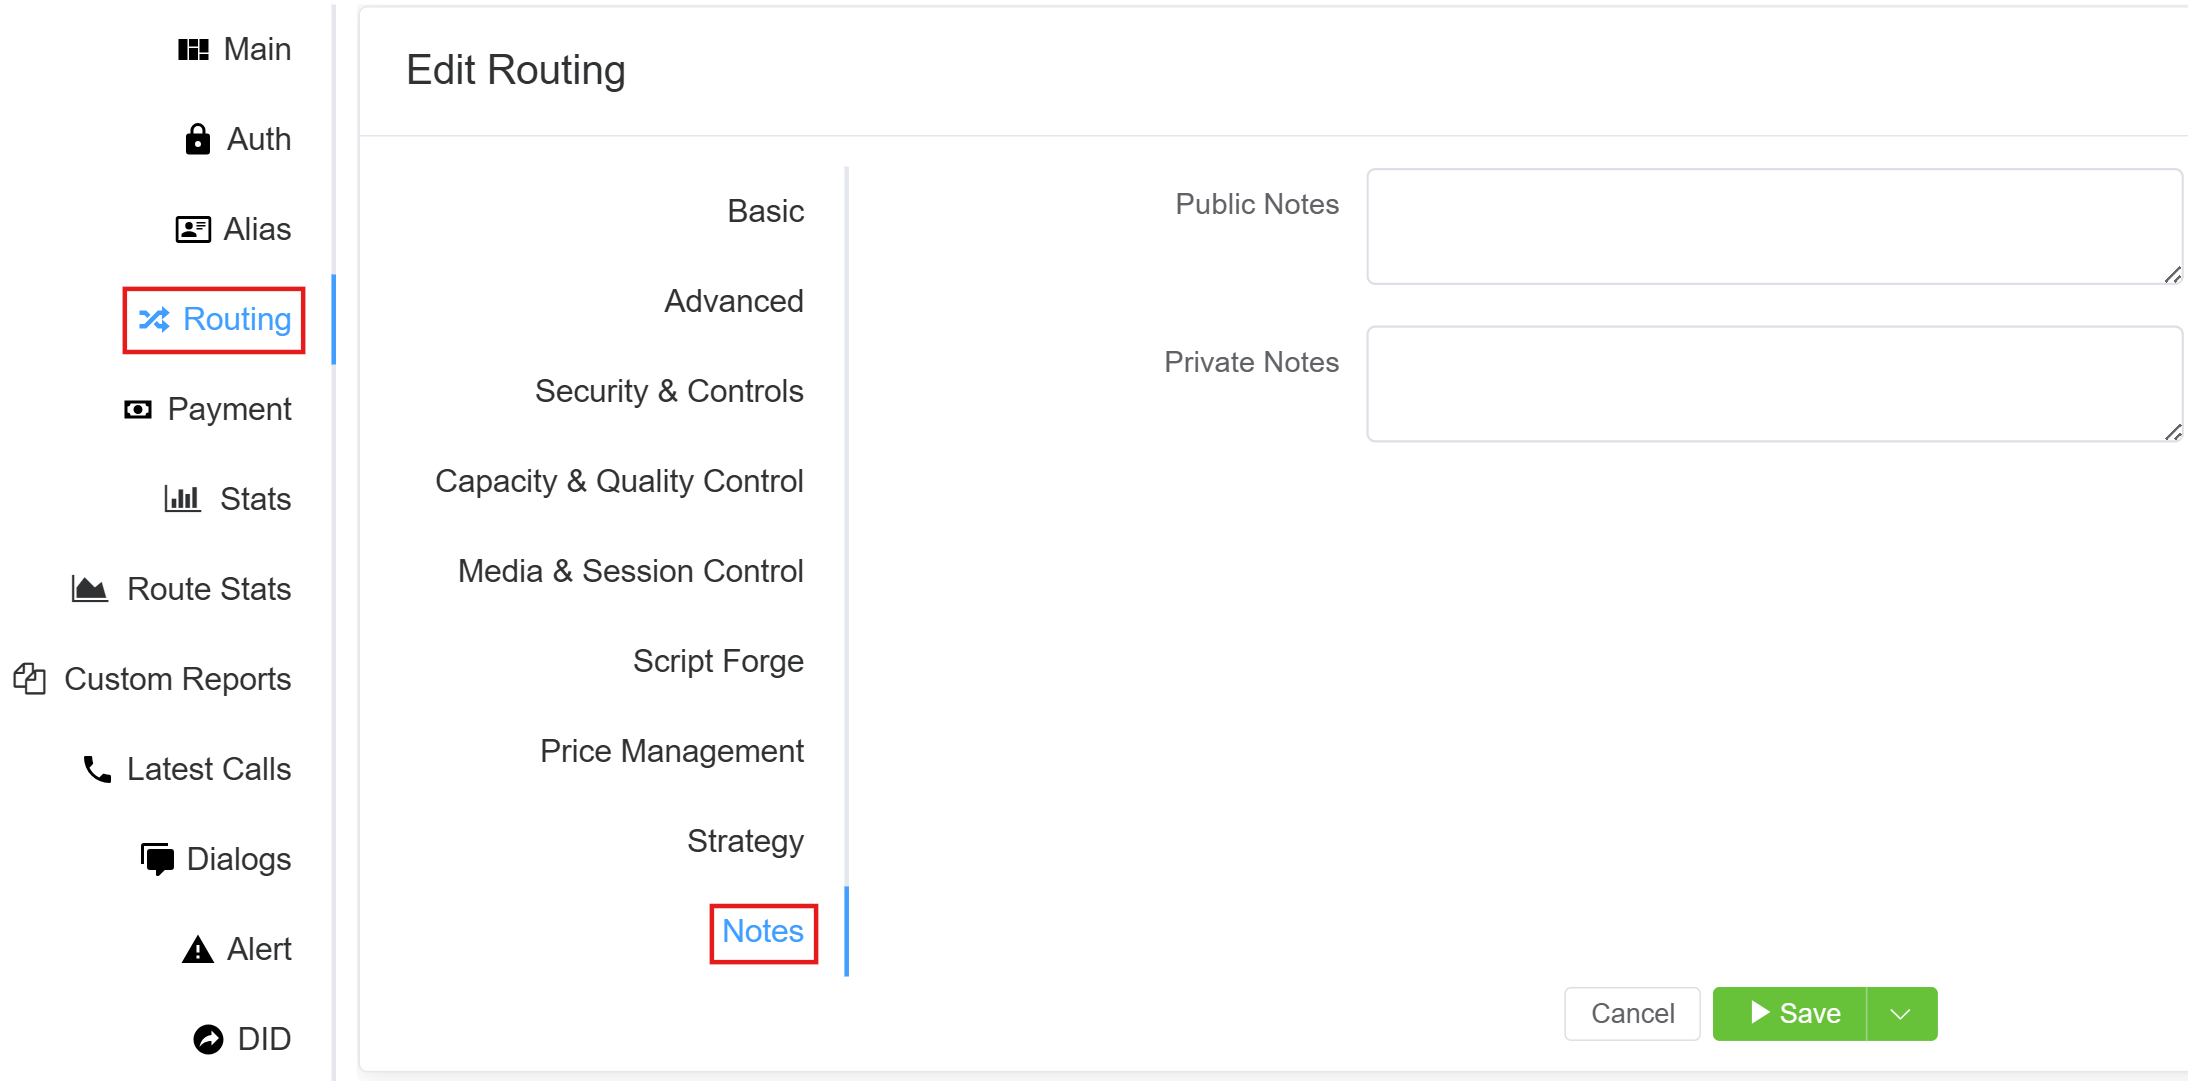 Main
Auth
Alias
Routing
Payment
Stats
Route Stats
Custom Reports
Latest Calls
Dialogs
Alert
DID
Edit Routing
Basic
Advanced
Security & Controls
Capacity & Quality Control
Media & Session Control
Script Forge
Price Management
Strategy
Notes
Public Notes
Private Notes
Cancel
Save